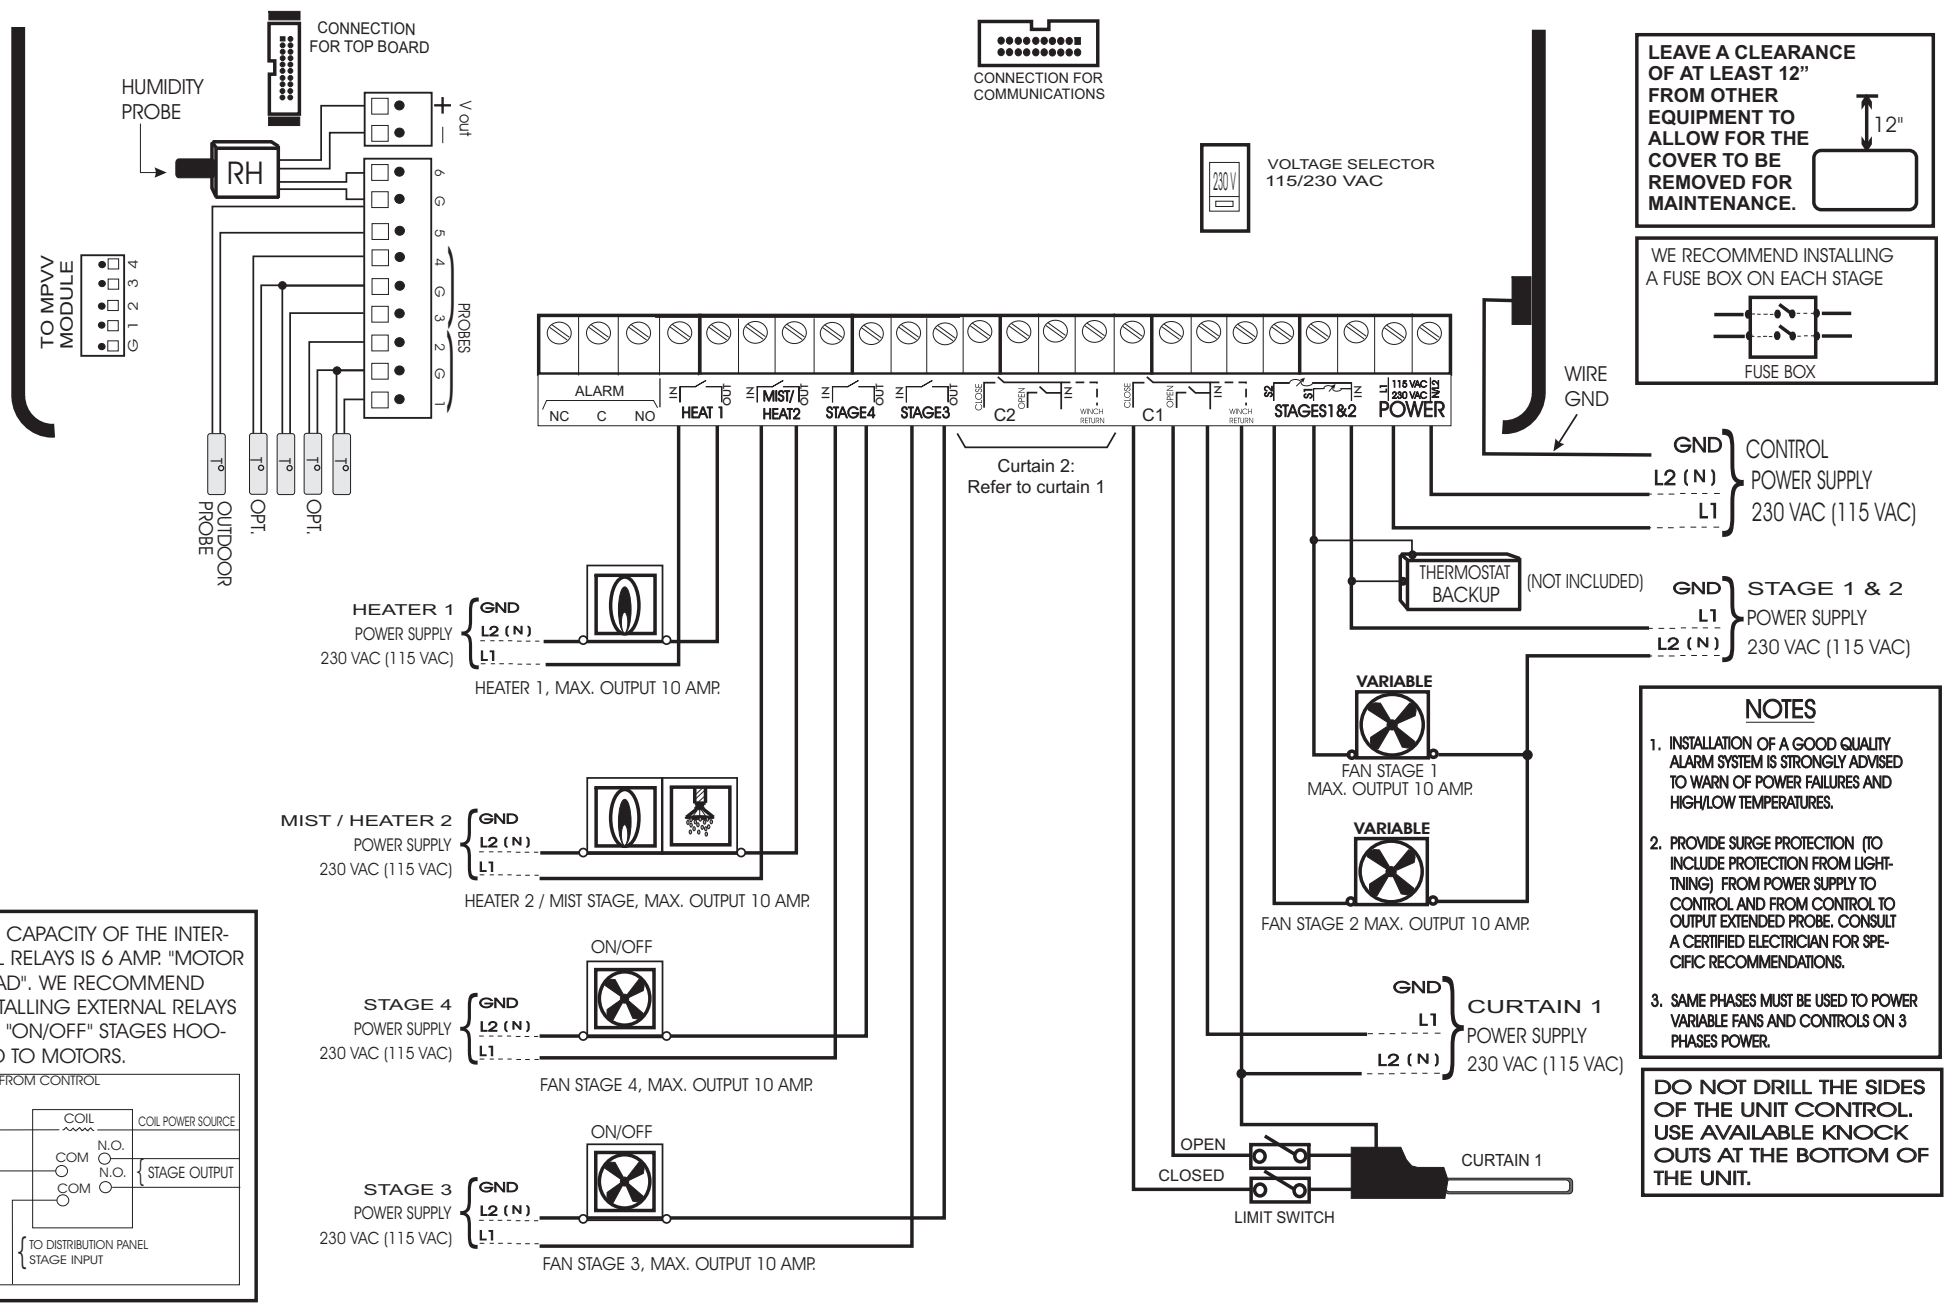 CONNECTION
FOR TOP BOARD
HUMIDITY
PROBE
RH
+
–
V out
6
G
5
4
G
3
2
G
1
PROBES
TO MPVV
MODULE
4
3
2
1
G
T°
T°
T°
T°
T°
OUTDOOR
PROBE
OPT.
OPT.
CONNECTION FOR
COMMUNICATIONS
230 V
VOLTAGE SELECTOR
115/230 VAC
LEAVE A CLEARANCE
OF AT LEAST 12”
FROM OTHER
EQUIPMENT TO
ALLOW FOR THE
COVER TO BE
REMOVED FOR
MAINTENANCE.
12"
WE RECOMMEND INSTALLING
A FUSE BOX ON EACH STAGE
FUSE BOX
ALARM
NC C NO
IN OUT
HEAT 1
IN OUT
MIST/
HEAT2
IN OUT
STAGE4
IN OUT
STAGE3
CLOSE OPEN IN
C2
WINCH
RETURN
CLOSE OPEN IN
C1
WINCH
RETURN
S2 S1 IN
STAGES1&2
L1 115 VAC N\L2
230 VAC
POWER
Curtain 2:
Refer to curtain 1
WIRE
GND
GND
L2 ( N )
L1
CONTROL
POWER SUPPLY
230 VAC (115 VAC)
THERMOSTAT
BACKUP
(NOT INCLUDED)
GND
L1
L2 ( N )
STAGE 1 & 2
POWER SUPPLY
230 VAC (115 VAC)
HEATER 1
POWER SUPPLY
230 VAC (115 VAC)
GND
L2 ( N )
L1
HEATER 1, MAX. OUTPUT 10 AMP.
VARIABLE
FAN STAGE 1
MAX. OUTPUT 10 AMP.
VARIABLE
FAN STAGE 2 MAX. OUTPUT 10 AMP.
MIST / HEATER 2
POWER SUPPLY
230 VAC (115 VAC)
GND
L2 ( N )
L1
HEATER 2 / MIST STAGE, MAX. OUTPUT 10 AMP.
ON/OFF
STAGE 4
POWER SUPPLY
230 VAC (115 VAC)
GND
L2 ( N )
L1
FAN STAGE 4, MAX. OUTPUT 10 AMP.
ON/OFF
STAGE 3
POWER SUPPLY
230 VAC (115 VAC)
GND
L2 ( N )
L1
FAN STAGE 3, MAX. OUTPUT 10 AMP.
GND
L1
L2 ( N )
CURTAIN 1
POWER SUPPLY
230 VAC (115 VAC)
OPEN
CLOSED
LIMIT SWITCH
CURTAIN 1
NOTES
1. INSTALLATION OF A GOOD QUALITY
ALARM SYSTEM IS STRONGLY ADVISED
TO WARN OF POWER FAILURES AND
HIGH/LOW TEMPERATURES.
2. PROVIDE SURGE PROTECTION (TO
INCLUDE PROTECTION FROM LIGHT-
TNING) FROM POWER SUPPLY TO
CONTROL AND FROM CONTROL TO
OUTPUT EXTENDED PROBE. CONSULT
A CERTIFIED ELECTRICIAN FOR SPE-
CIFIC RECOMMENDATIONS.
3. SAME PHASES MUST BE USED TO POWER
VARIABLE FANS AND CONTROLS ON 3
PHASES POWER.
DO NOT DRILL THE SIDES
OF THE UNIT CONTROL.
USE AVAILABLE KNOCK
OUTS AT THE BOTTOM OF
THE UNIT.
CAPACITY OF THE INTER-
L RELAYS IS 6 AMP. "MOTOR
AD". WE RECOMMEND
TALLING EXTERNAL RELAYS
"ON/OFF" STAGES HOO-
D TO MOTORS.
FROM CONTROL
COIL
COIL POWER SOURCE
N.O.
COM
N.O.
COM
STAGE OUTPUT
TO DISTRIBUTION PANEL
STAGE INPUT